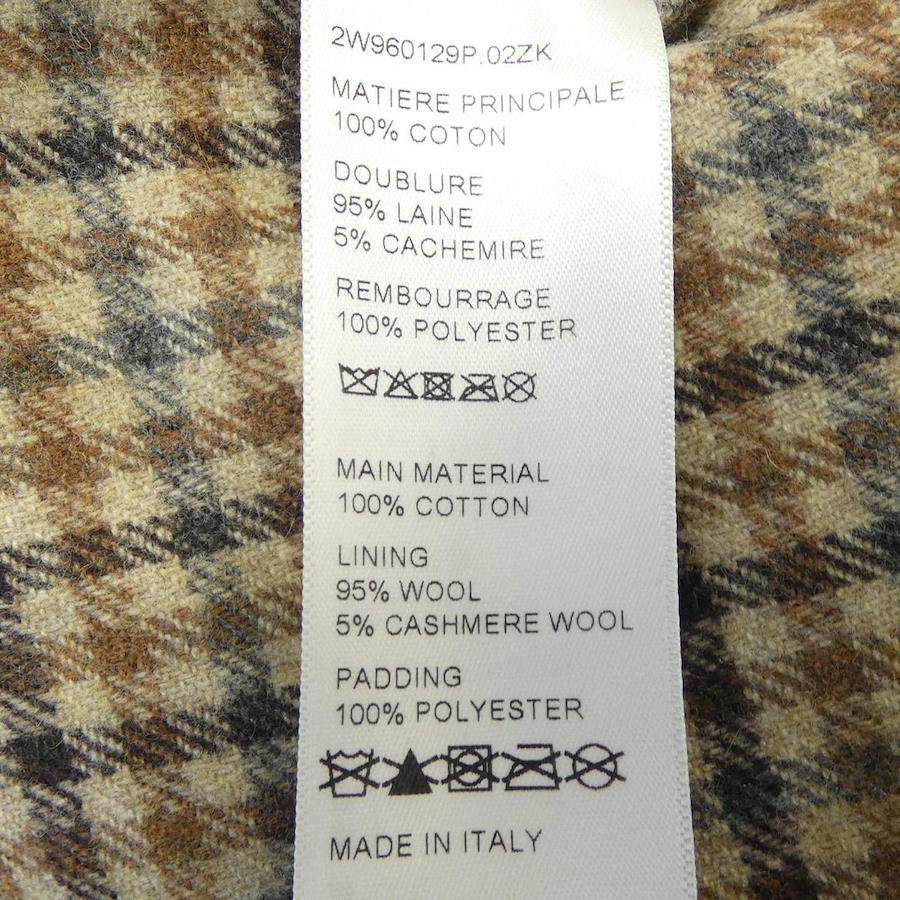 2W960129P.02ZK
MATIERE PRINCIPALE
100% COTON
DOUBLURE
95% LAINE
5% CACHEMIRE
REMBOURRAGE
100% POLYESTER
MAIN MATERIAL
100% COTTON
LINING
95% WOOL
5% CASHMERE WOOL
PADDING
100% POLYESTER
MADE IN ITALY